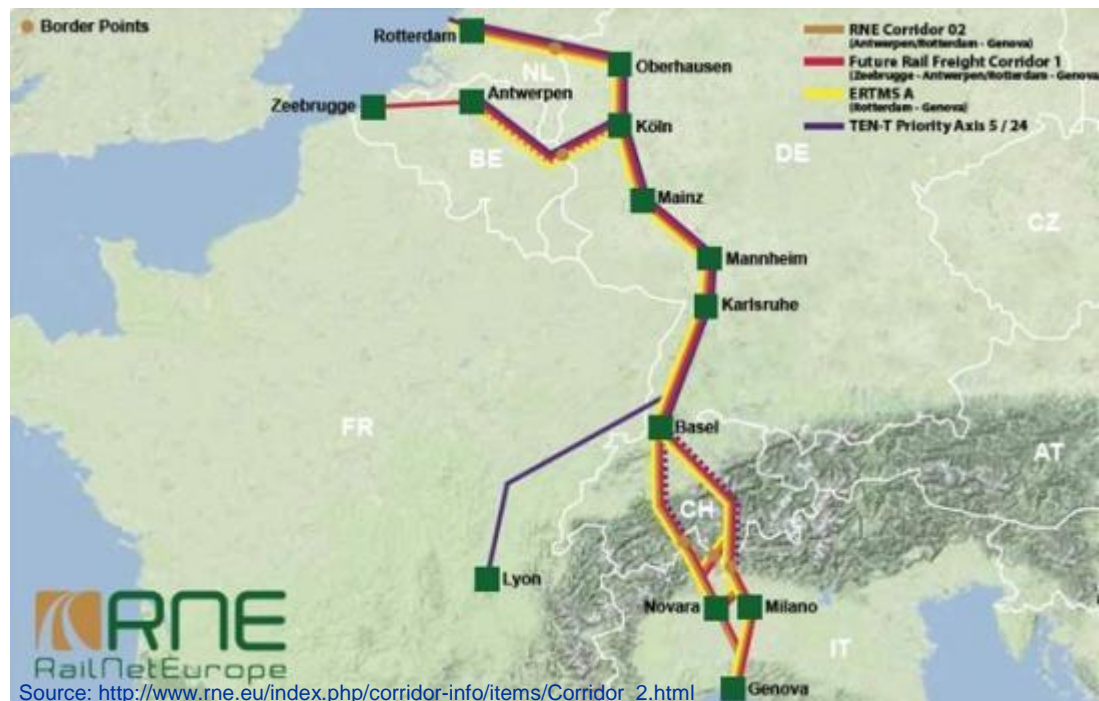 Border Points
RNE Corridor 02
(Antwerpen/Rotterdam - Genova)
Future Rail Freight Corridor 1
(Zeebrugge - Antwerpen/Rotterdam - Genova)
ERTMS A
(Rotterdam - Genova)
TEN-T Priority Axis 5 / 24
Rotterdam
Oberhausen
NL
Antwerpen
Zeebrugge
Köln
BE
DE
Mainz
CZ
Mannheim
Karlsruhe
FR
Basel
AT
CH
Lyon
Novara
Milano
IT
Genova
RNE
RailNetEurope
Source: http://www.rne.eu/index.php/corridor-info/items/Corridor_2.html